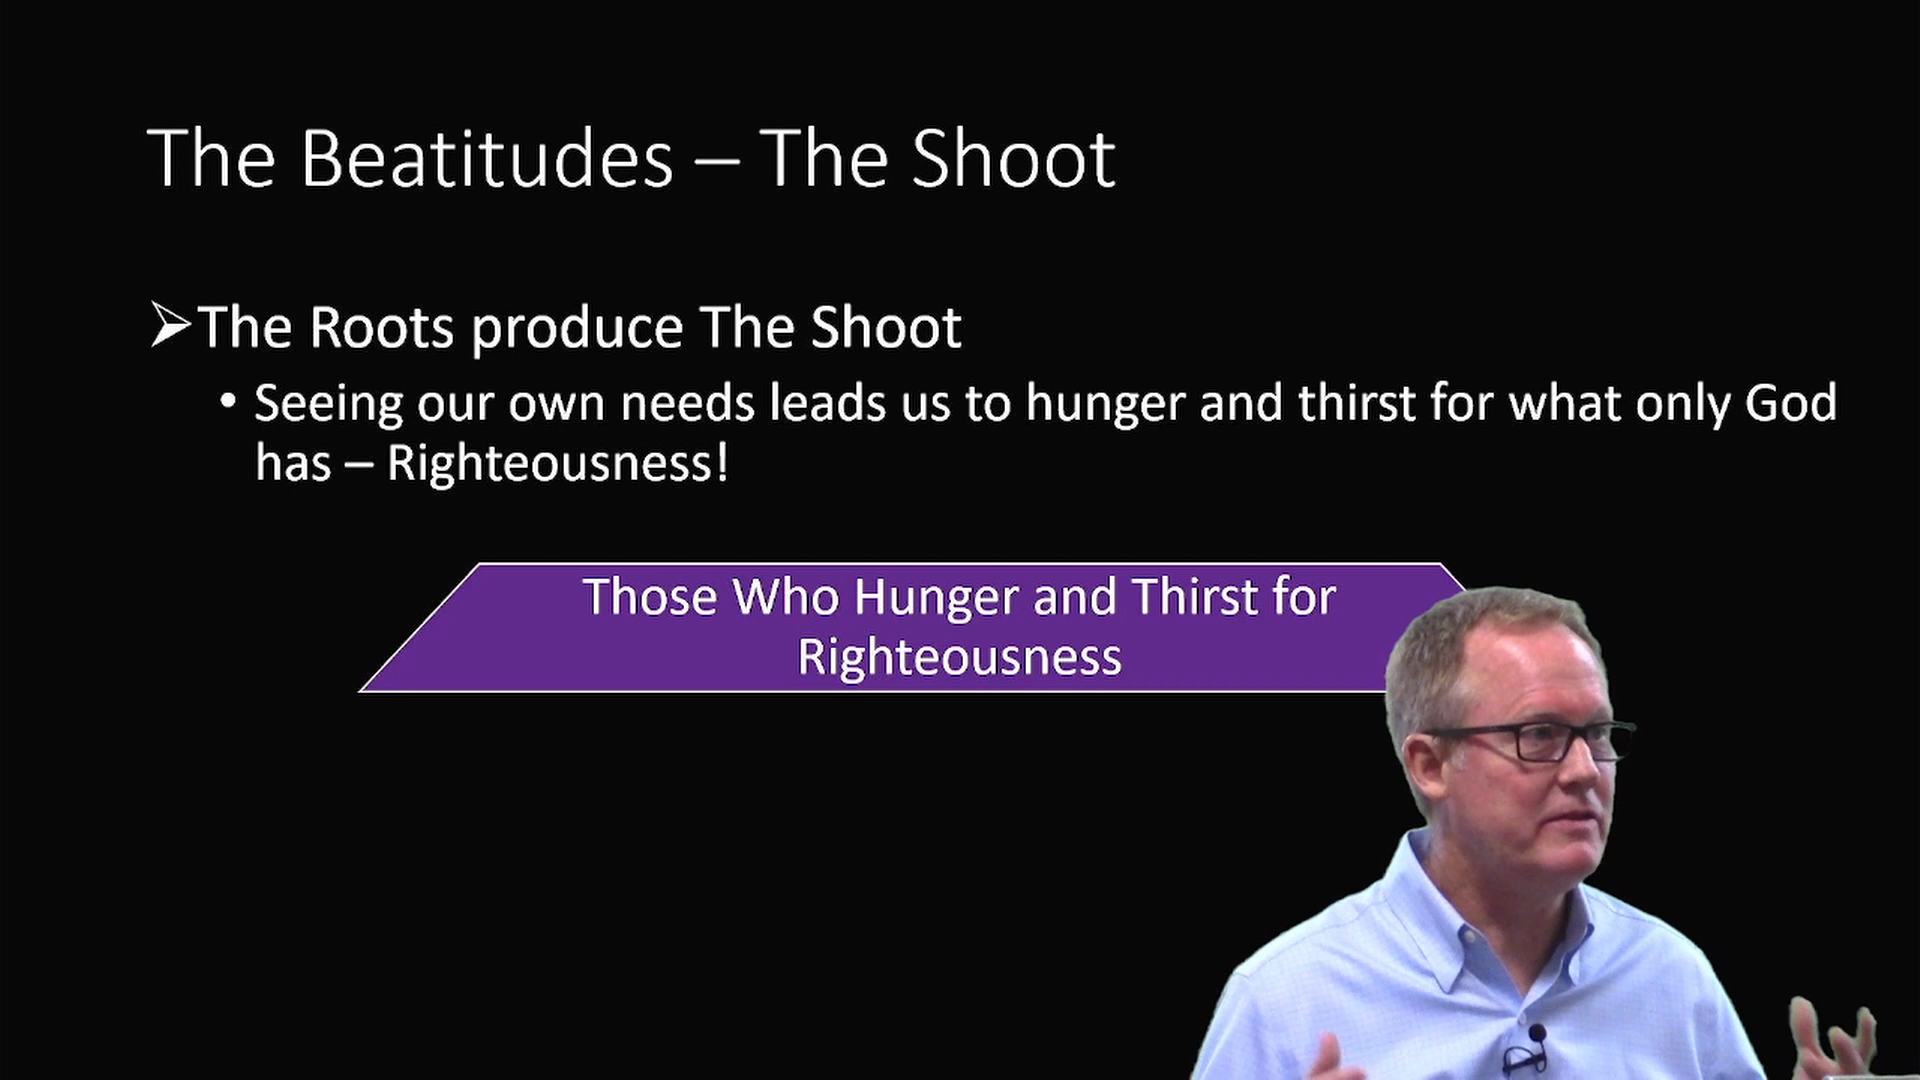 The Beatitudes – The Shoot
The Roots produce The Shoot
• Seeing our own needs leads us to hunger and thirst for what only God
has – Righteousness!
Those Who Hunger and Thirst for
Righteousness